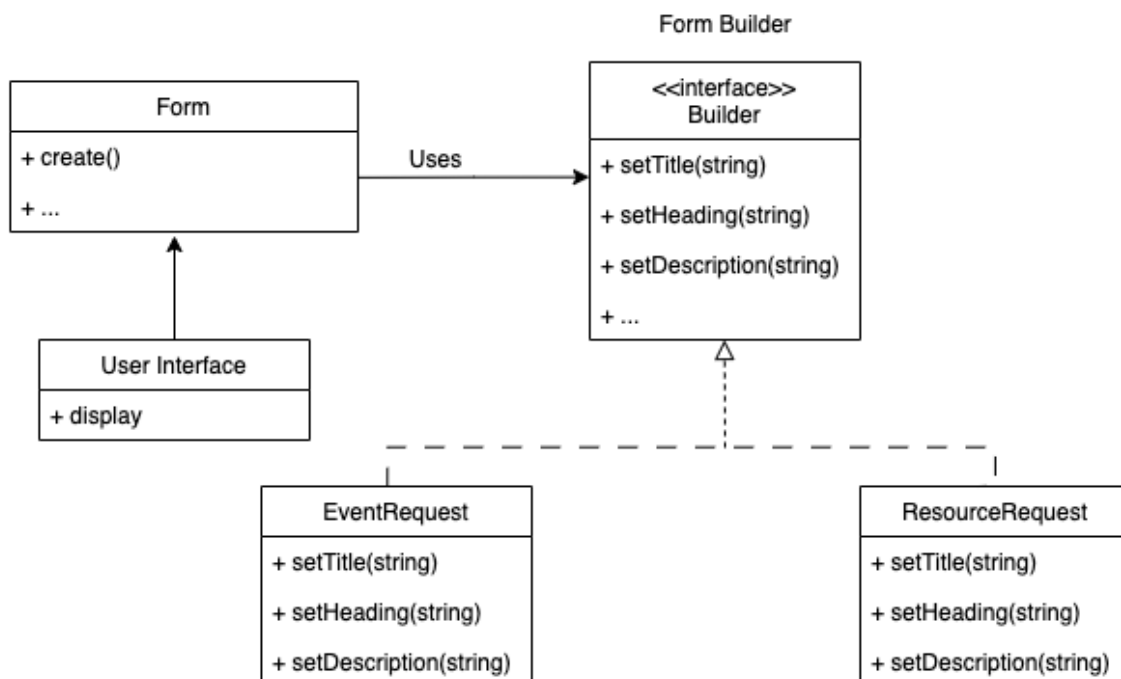 Form Builder
Form
+ create()
+ ...
Uses
<<interface>>
Builder
+ setTitle(string)
+ setHeading(string)
+ setDescription(string)
+ ...
User Interface
+ display
EventRequest
+ setTitle(string)
+ setHeading(string)
+ setDescription(string)
ResourceRequest
+ setTitle(string)
+ setHeading(string)
+ setDescription(string)